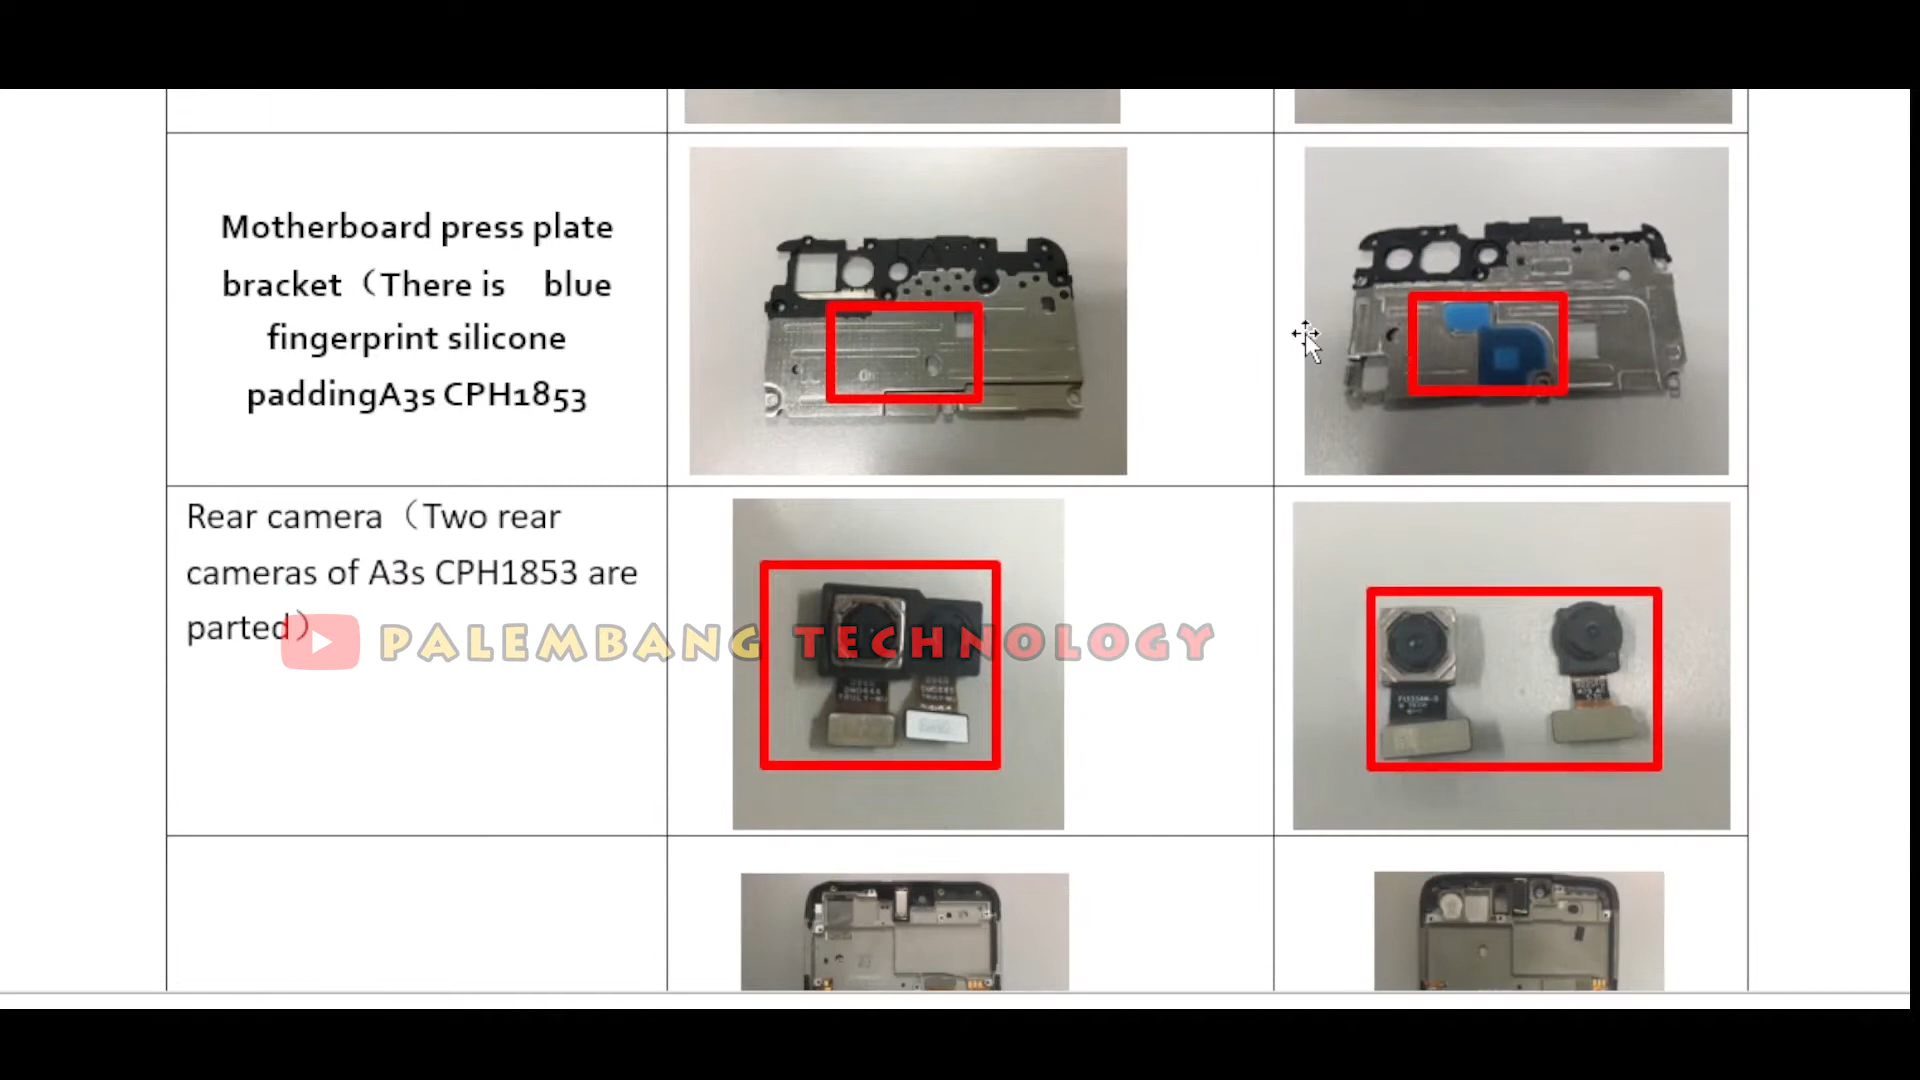 Motherboard press plate
bracket（There is blue
fingerprint silicone
paddingA3s CPH1853
Rear camera（Two rear
cameras of A3s CPH1853 are
parted）
PALEMBANG TECHNOLOGY